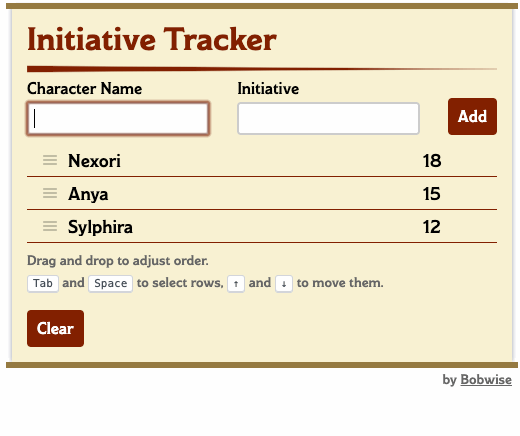 Initiative Tracker
Character Name Initiative
Add
Nexori 18
Anya 15
Sylphira 12
Drag and drop to adjust order.
Tab and Space to select rows, ↑ and ↓ to move them.
Clear
by Bobwise